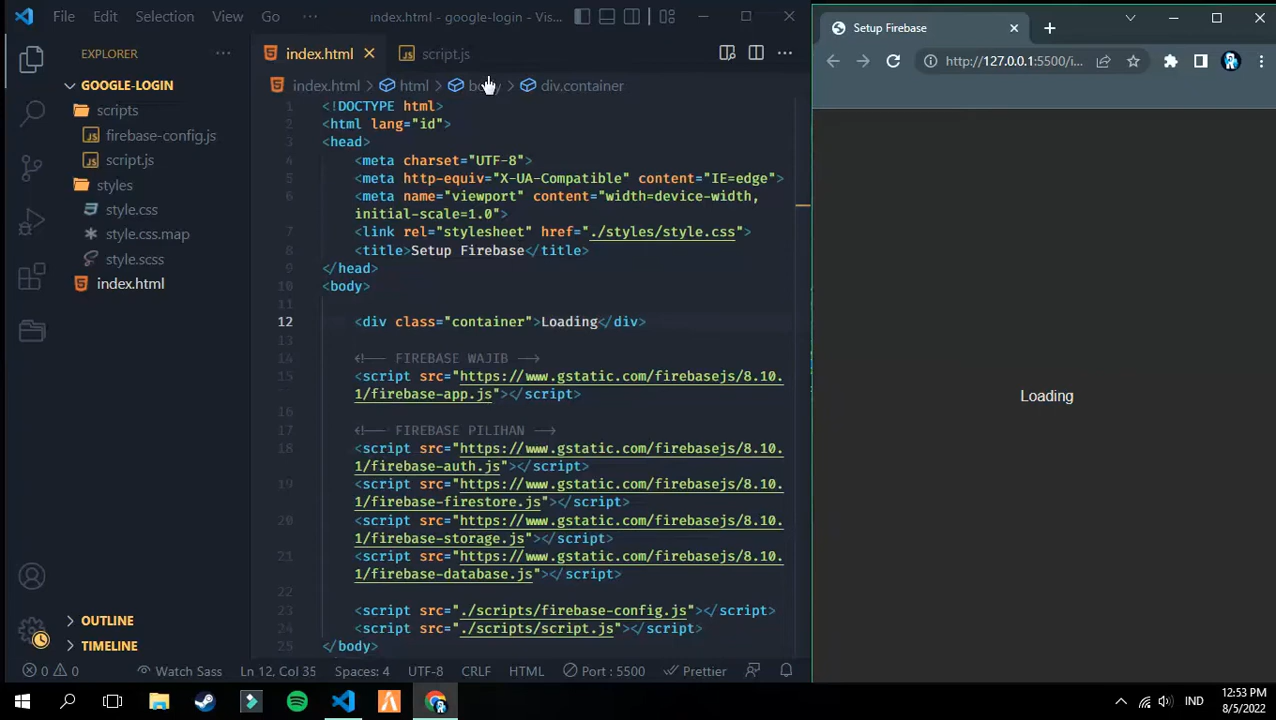 File Edit Selection View Go ··· index.html - google-login - Vis...
EXPLORER ···
index.html script.js ···
index.html > html > body > div.container
GOOGLE-LOGIN
scripts
firebase-config.js
script.js
styles
style.css
style.css.map
style.scss
index.html
OUTLINE
TIMELINE
1 <!DOCTYPE html>
2 <html lang="id">
3 <head>
4 <meta charset="UTF-8">
5 <meta http-equiv="X-UA-Compatible" content="IE=edge">
6 <meta name="viewport" content="width=device-width,
initial-scale=1.0">
7 <link rel="stylesheet" href="./styles/style.css">
8 <title>Setup Firebase</title>
9 </head>
10 <body>
11
12 <div class="container">Loading</div>
13
14 <!-- FIREBASE WAJIB -->
15 <script src="https://www.gstatic.com/firebasejs/8.10.
1/firebase-app.js"></script>
16
17 <!-- FIREBASE PILIHAN -->
18 <script src="https://www.gstatic.com/firebasejs/8.10.
1/firebase-auth.js"></script>
19 <script src="https://www.gstatic.com/firebasejs/8.10.
1/firebase-firestore.js"></script>
20 <script src="https://www.gstatic.com/firebasejs/8.10.
1/firebase-storage.js"></script>
21 <script src="https://www.gstatic.com/firebasejs/8.10.
1/firebase-database.js"></script>
22
23 <script src="./scripts/firebase-config.js"></script>
24 <script src="./scripts/script.js"></script>
25 </body>
0 0 Watch Sass Ln 12, Col 35 Spaces: 4 UTF-8 CRLF HTML Port : 5500 Prettier
Setup Firebase
http://127.0.0.1:5500/i...
Loading
IND
12:53 PM
8/5/2022